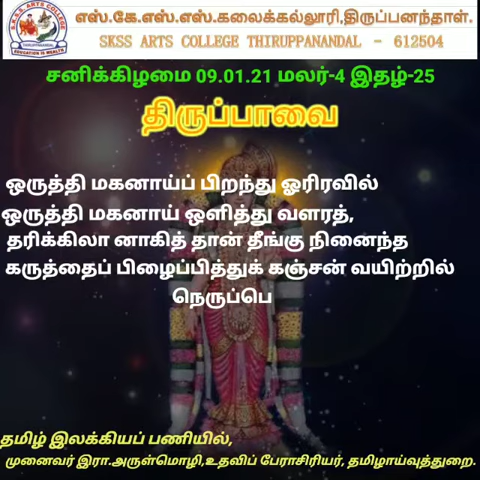 எஸ்.கே.எஸ்.எஸ்.கலைக்கல்லூரி,திருப்பனந்தாள்.
SKSS ARTS COLLEGE THIRUPPANANDAL - 612504
சனிக்கிழமை 09.01.21 மலர்-4 இதழ்-25
திருப்பாவை
ஒருத்தி மகனாய்ப் பிறந்து ஓரிரவில்
ஒருத்தி மகனாய் ஒளித்து வளரத்,
தரிக்கிலா னாகித் தான் தீங்கு நினைந்த
கருத்தைப் பிழைப்பித்துக் கஞ்சன் வயிற்றில்
நெருப்பெ
தமிழ் இலக்கியப் பணியில்,
முனைவர் இரா.அருள்மொழி,உதவிப் பேராசிரியர், தமிழாய்வுத்துறை.